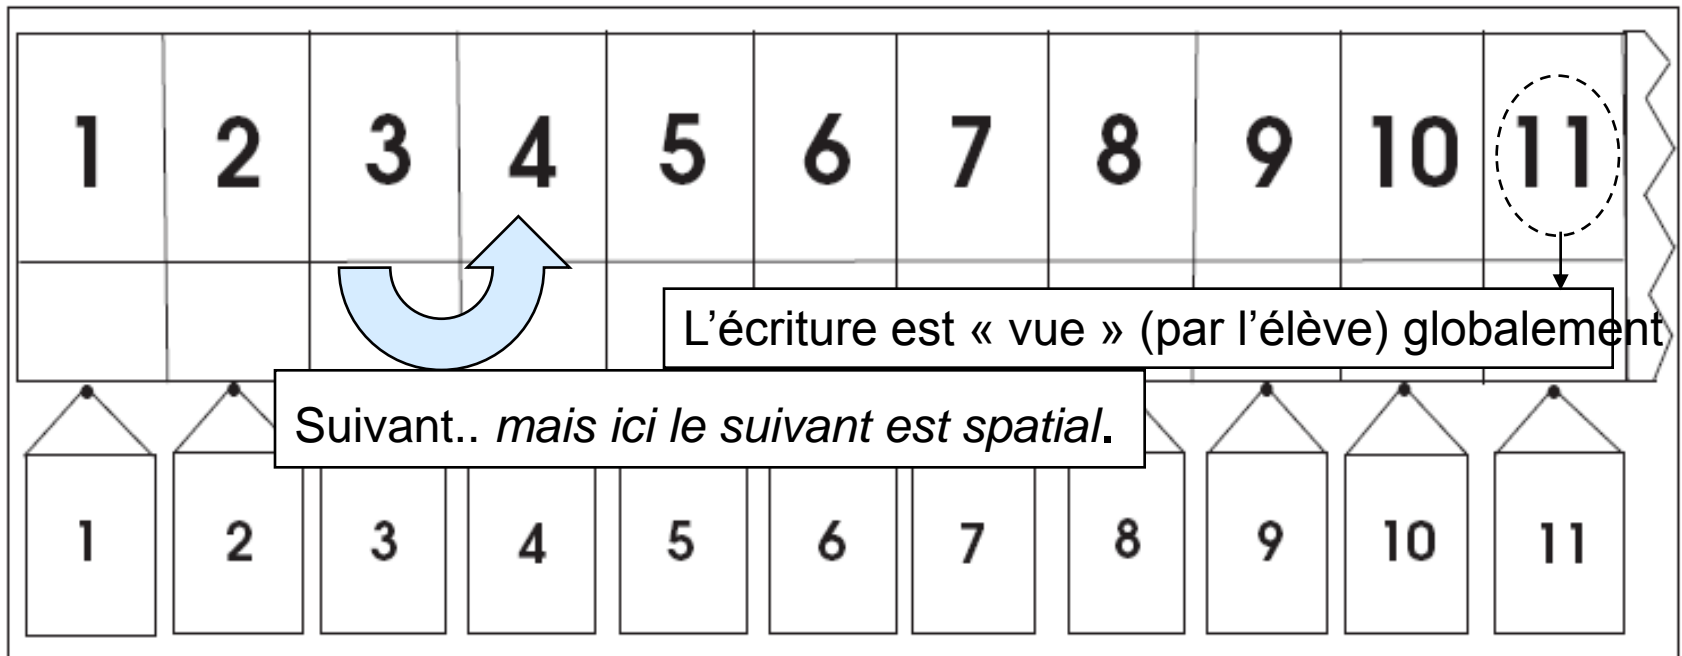 1 2 3 4 5 6 7 8 9 10 11
L’écriture est « vue » (par l’élève) globalement
Suivant.. mais ici le suivant est spatial.
1 2 3 4 5 6 7 8 9 10 11